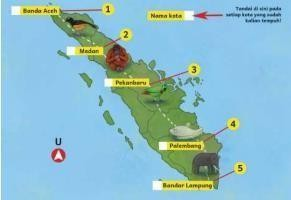 Banda Aceh
1
Nama kota
Tandai di sini pada
setiap kota yang sudah
kalian tempuh!
2
Medan
3
Pekanbaru
4
Palembang
5
Bandar Lampung
U